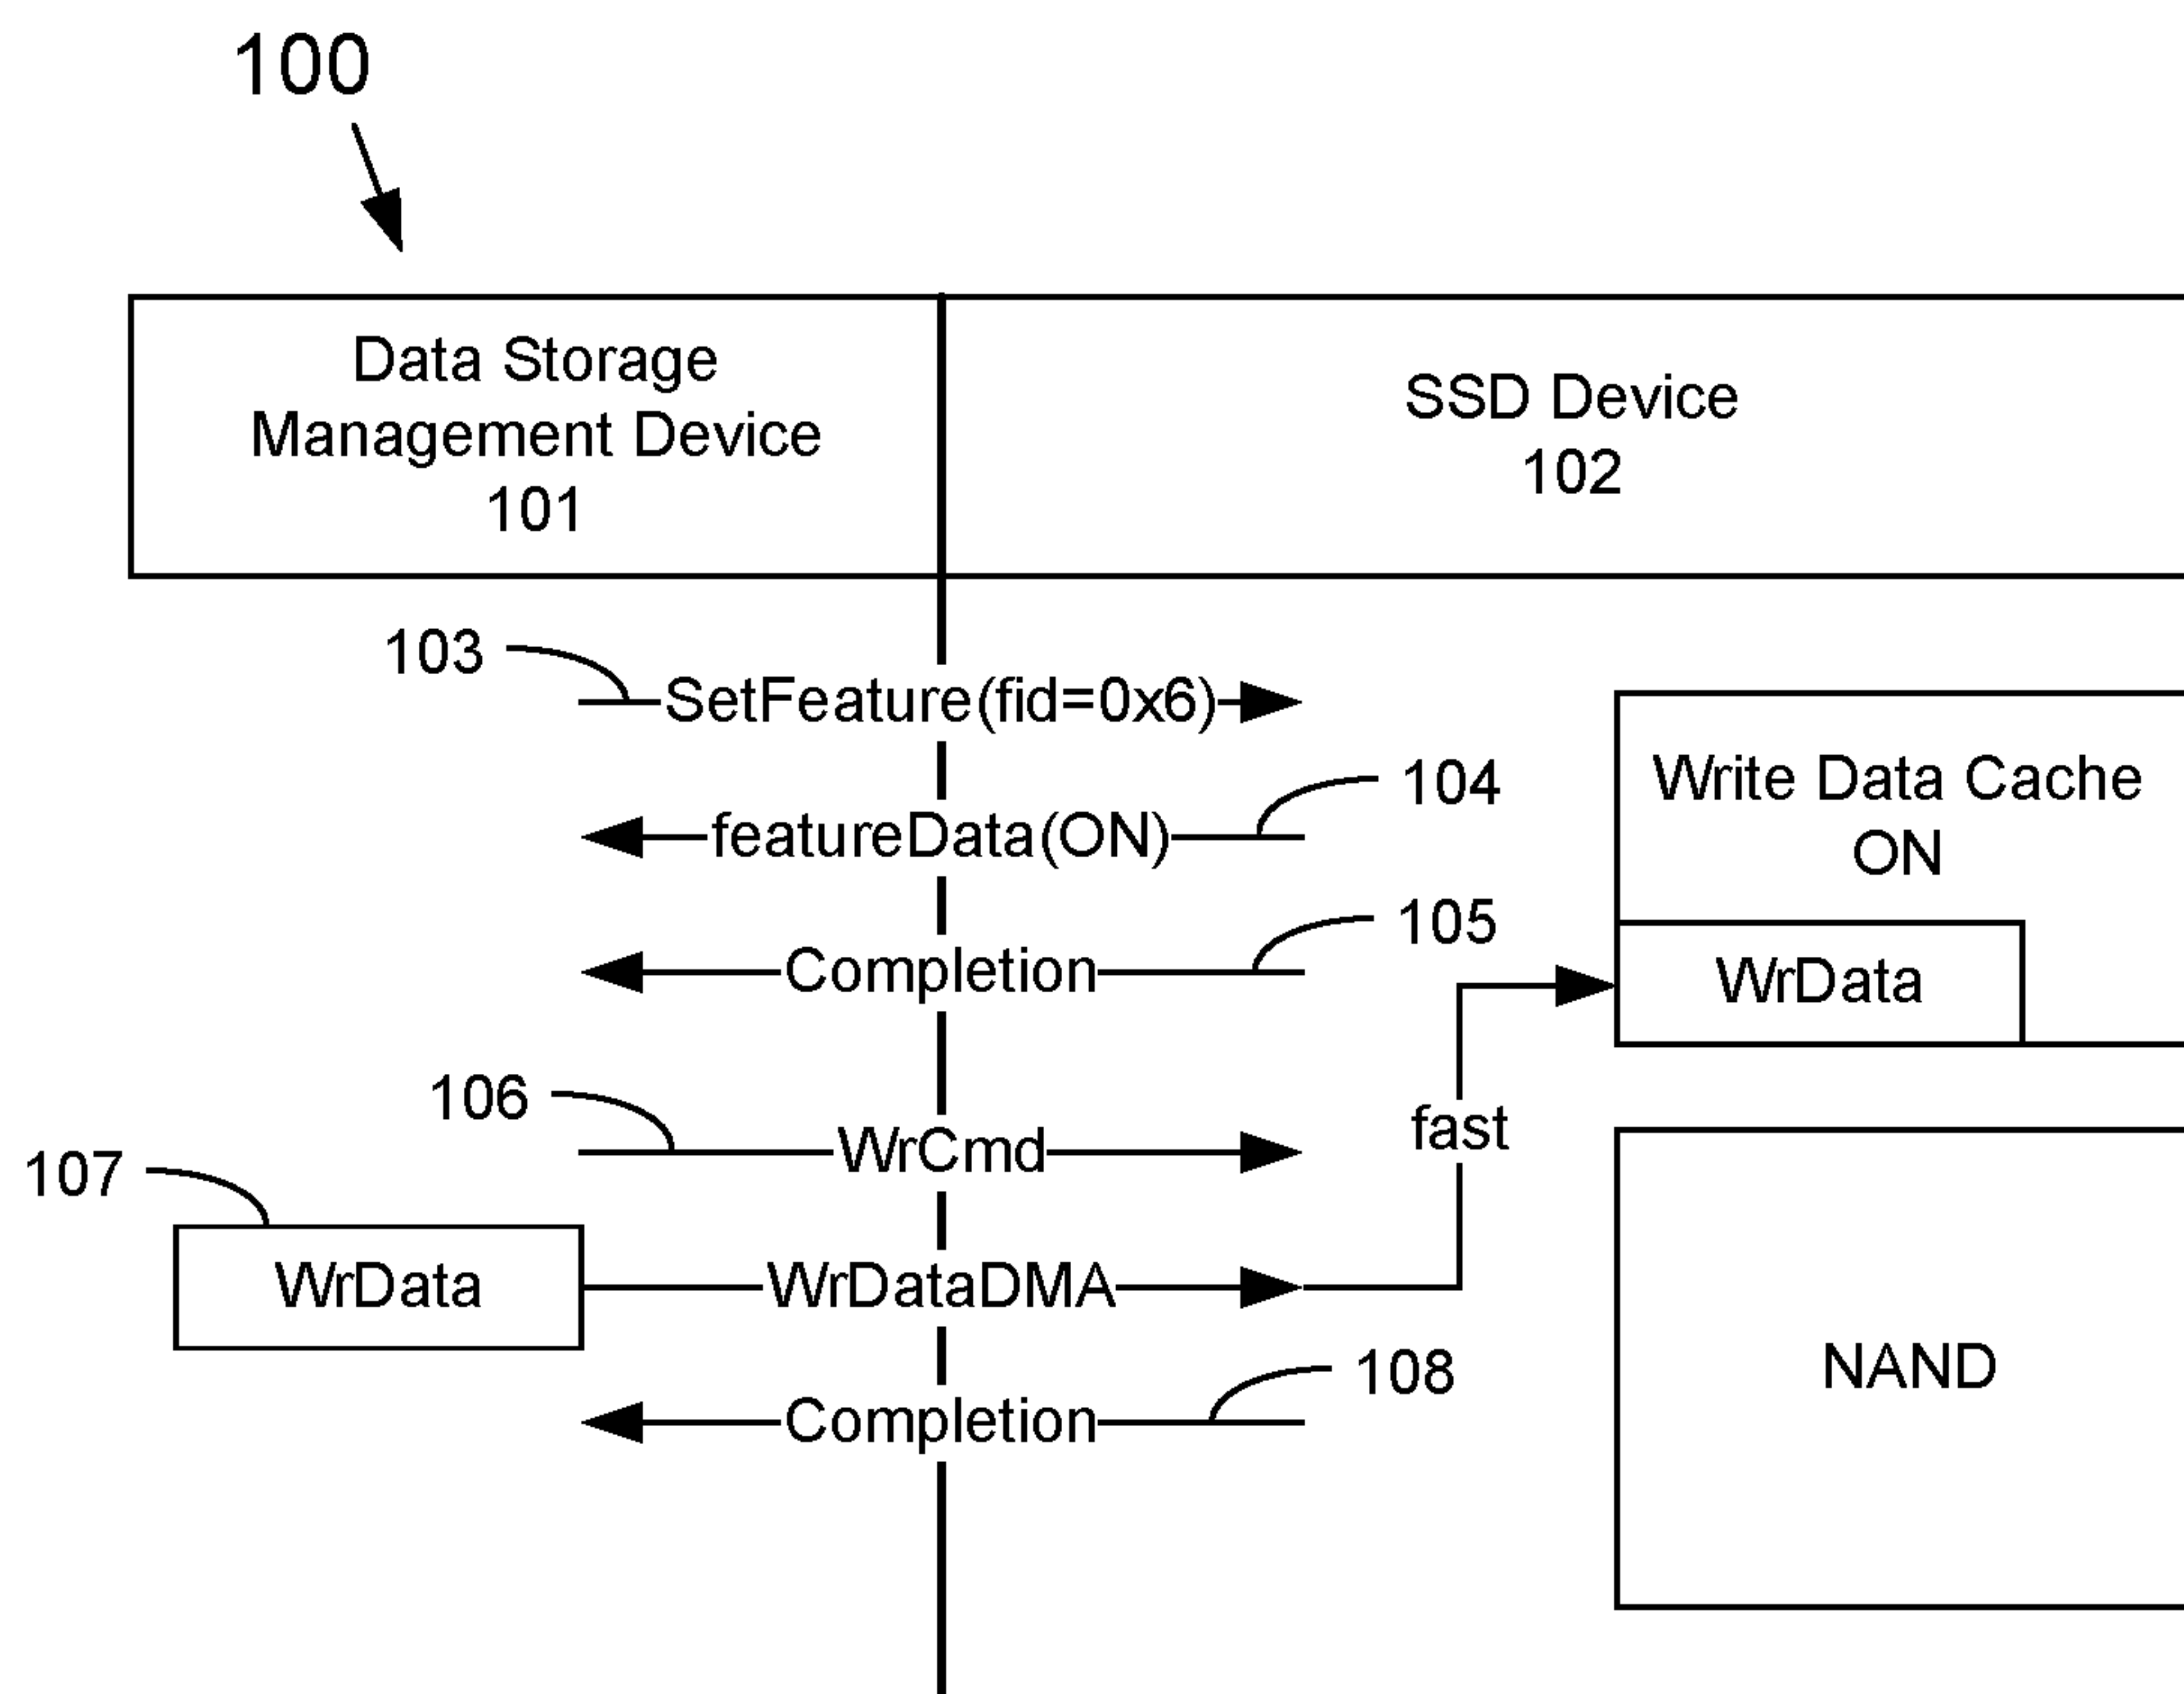 100
Data Storage
Management Device
101
SSD Device
102
103
SetFeature(fid=0x6)
104
featureData(ON)
105
Completion
Write Data Cache
ON
WrData
106
WrCmd
fast
107
WrData
WrDataDMA
108
Completion
NAND